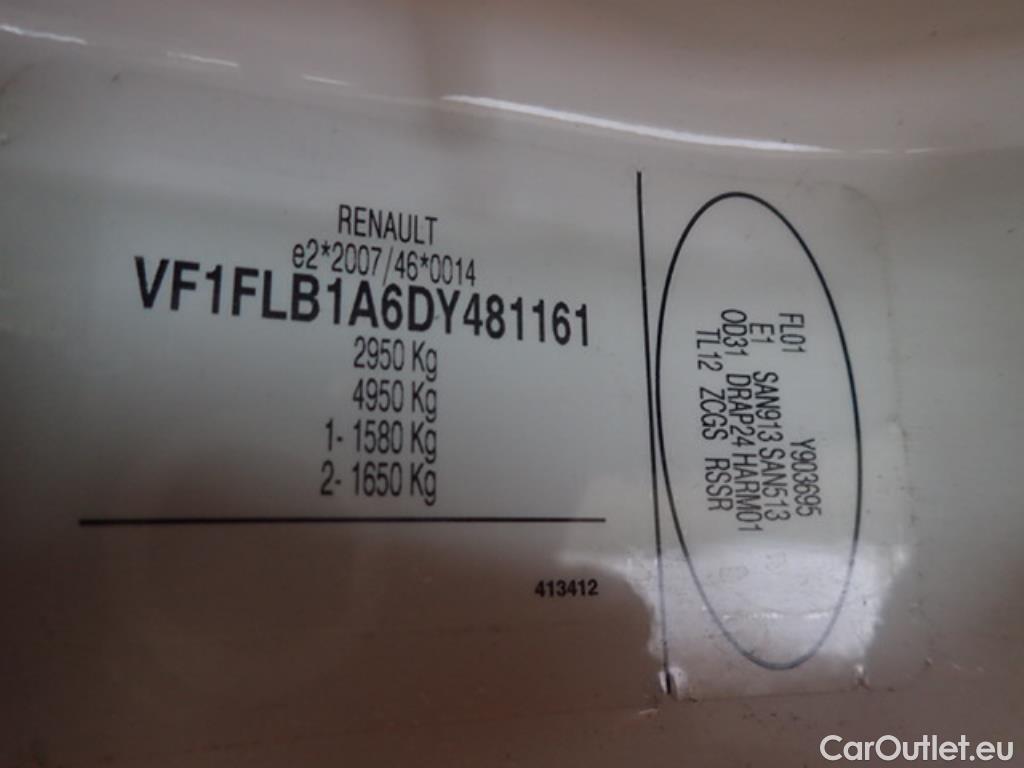 RENAULT
e2*2007/46*0014
VF1FLB1A6DY481161
2950 Kg
4950 Kg
1- 1580 Kg
2- 1650 Kg
413412
FL01 Y903695
E1 SAN913 SAN513
OD31 DRAP24 HARM01
TL12 ZCGS RSSR
CarOutlet.eu